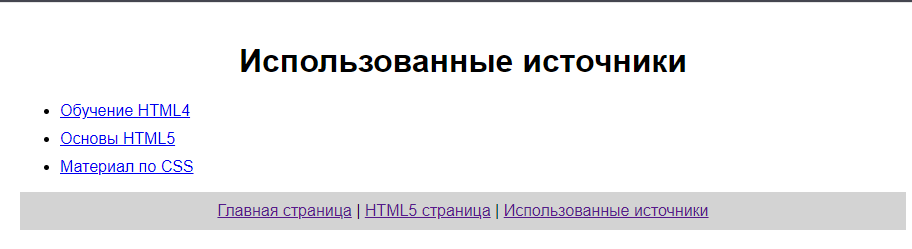 Использованные источники
Обучение HTML4
Основы HTML5
Материал по CSS
Главная страница | HTML5 страница | Использованные источники